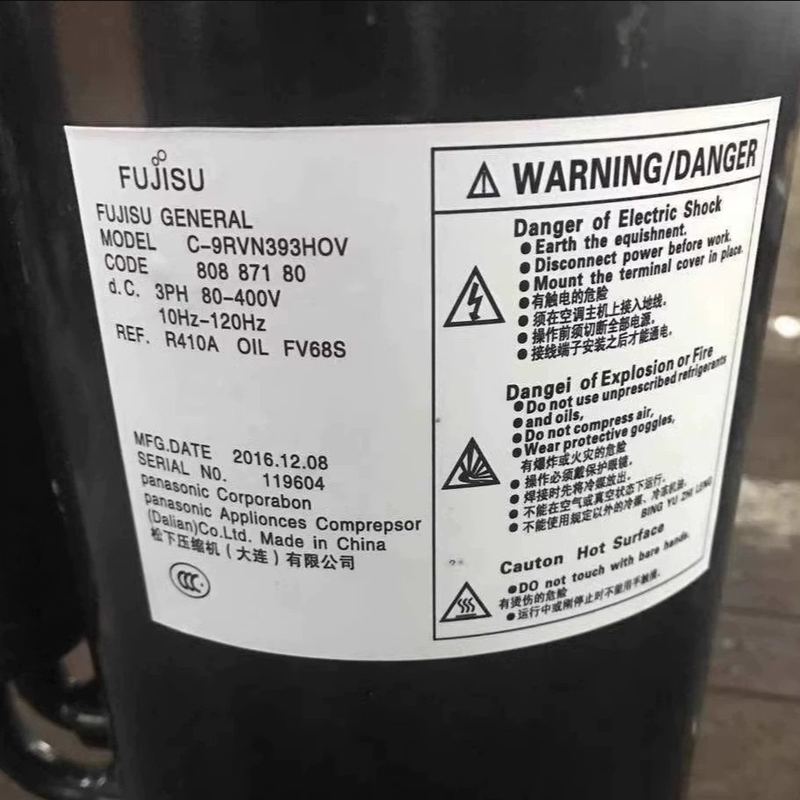 FUJISU
FUJISU GENERAL
MODEL C-9RVN393HOV
CODE 808 871 80
d.C. 3PH 80-400V
10Hz-120Hz
REF. R410A OIL FV68S
MFG.DATE 2016.12.08
SERIAL NO. 119604
panasonic Corporabon
panasonic Appliconces Comprepsor
(Dalian)Co.Ltd. Made in China
松下压缩机（大连）有限公司
CCC
WARNING/DANGER
Danger of Electric Shock
●Earth the equishnent.
●Disconnect power before work.
●Mount the terminal cover in place.
●有触电的危险
●须在空调主机上接入地线.
●操作前须切断全部电源.
●接线端子安装之后才能通电.
Dangei of Explosion or Fire
●Do not use unprescribed refrigerants
●and oils,
●Do not compress air,
●Wear protective goggles,
有爆炸或火灾的危险
●操作必须戴保护眼镜.
●焊接时先将冷媒放出.
●不能在空气或真空状态下运行.
●不能使用规定以外的冷媒、冷冻机油.
BING YU ZHI LENG
Cauton Hot Surface
●DO not touch with bare hands.
有烫伤的危险
●运行中或刚停止时不能用手触摸.